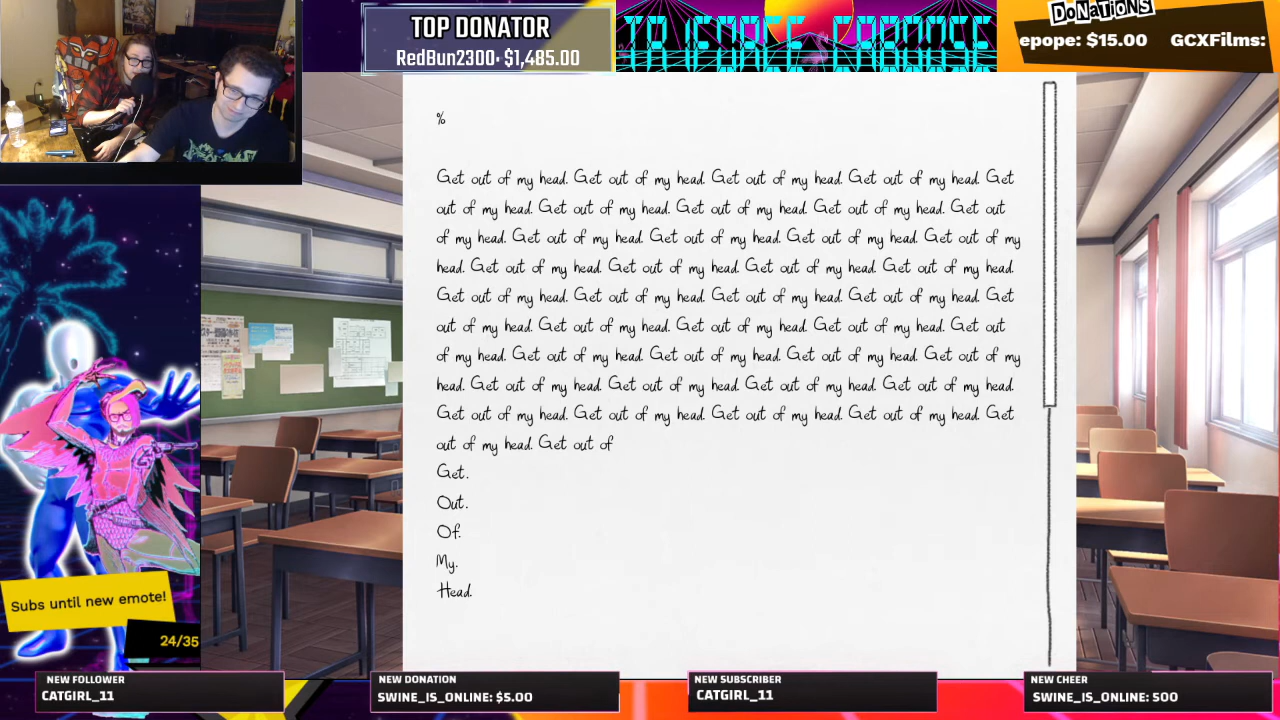 TOP DONATOR
RedBun2300· $1,485.00
TRIFORCE CABOOSE
DONATIONS
epope: $15.00 GCXFilms:
%
Get out of my head. Get out of my head. Get out of my head. Get out of my head. Get
out of my head. Get out of my head. Get out of my head. Get out of my head. Get out
of my head. Get out of my head. Get out of my head. Get out of my head. Get out of my
head. Get out of my head. Get out of my head. Get out of my head. Get out of my head.
Get out of my head. Get out of my head. Get out of my head. Get out of my head. Get
out of my head. Get out of my head. Get out of my head. Get out of my head. Get out
of my head. Get out of my head. Get out of my head. Get out of my head. Get out of my
head. Get out of my head. Get out of my head. Get out of my head. Get out of my head.
Get out of my head. Get out of my head. Get out of my head. Get out of my head. Get
out of my head. Get out of
Get.
Out.
Of.
My.
Head.
Subs until new emote!
24/35
NEW FOLLOWER
CATGIRL_11
NEW DONATION
SWINE_IS_ONLINE: $5.00
NEW SUBSCRIBER
CATGIRL_11
NEW CHEER
SWINE_IS_ONLINE: 500